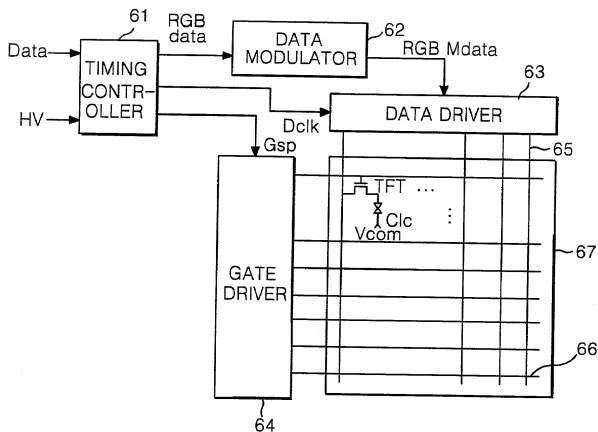 61
RGB
data
DATA
MODULATOR
62
RGB Mdata
Data
TIMING
CONTR-
OLLER
63
DATA DRIVER
HV
Dclk
Gsp
65
TFT ...
Clc
Vcom
67
GATE
DRIVER
66
64